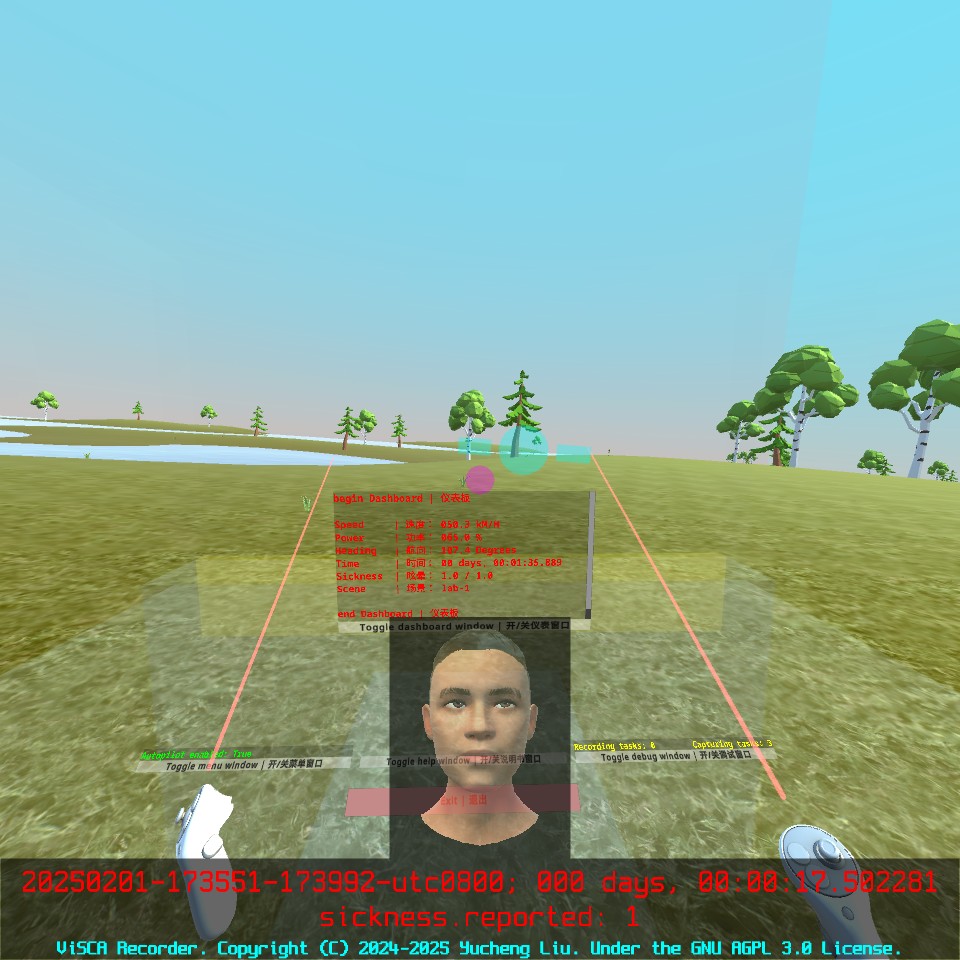 begin Dashboard | 仪表板
Speed | 速度: 050.3 kM/H
Power | 功率: 065.0 %
Heading | 航向: 107.4 Degrees
Time | 时间: 00 days, 00:01:35.889
Sickness | 眩晕: 1.0 / 1.0
Scene | 场景: lab-1
end Dashboard | 仪表板
Toggle dashboard window | 开/关仪表窗口
Autopilot enabled: True
Toggle menu window | 开/关菜单窗口
Toggle help window | 开/关说明书窗口
Recording tasks: 0 Capturing tasks: 3
Toggle debug window | 开/关调试窗口
Exit | 退出
20250201-173551-173992-utc0800; 000 days, 00:00:17.502281
sickness.reported: 1
ViSCA Recorder. Copyright (C) 2024-2025 Yucheng Liu. Under the GNU AGPL 3.0 License.